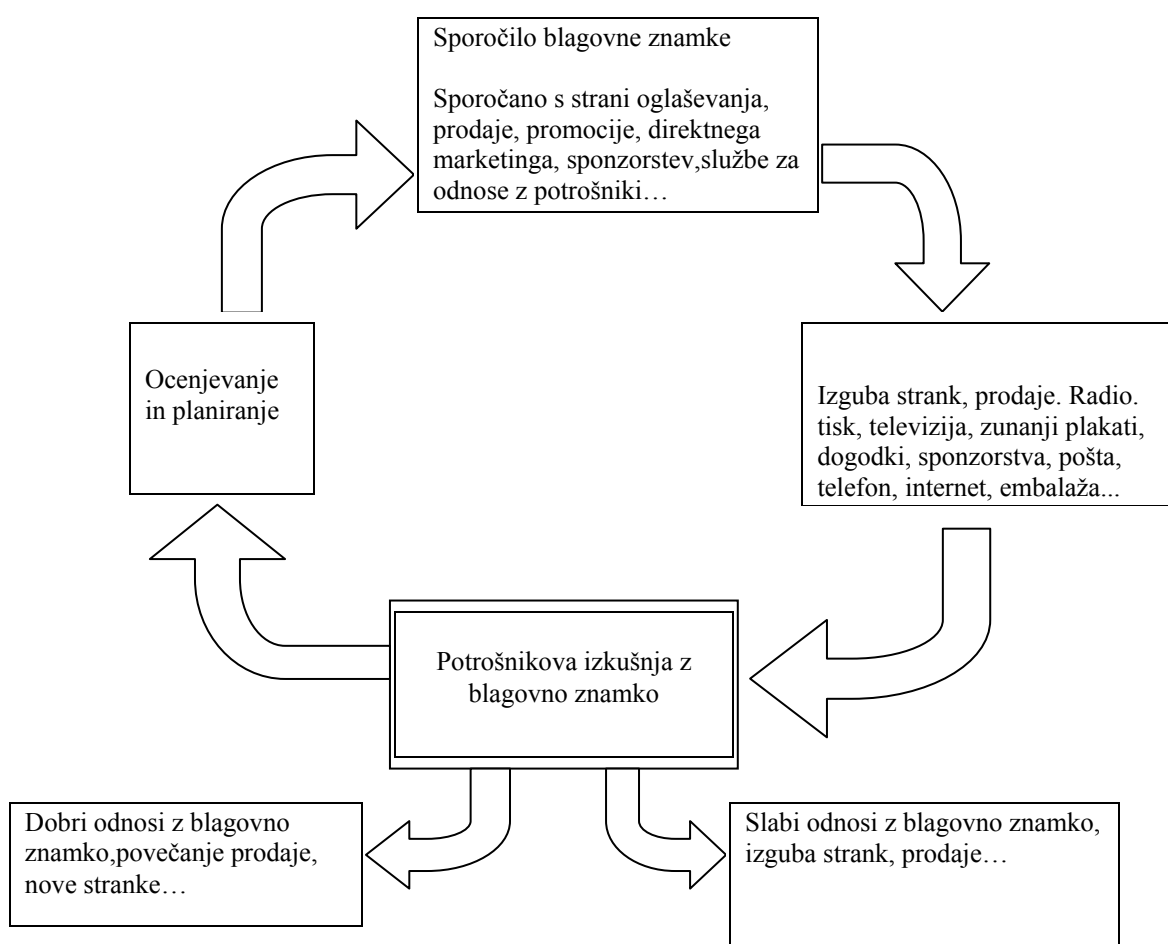 Sporočilo blagovne znamke
Sporočano s strani oglaševanja,
prodaje, promocije, direktnega
marketinga, sponzorstev,službe za
odnose z potrošniki…
Ocenjevanje
in planiranje
Izguba strank, prodaje. Radio.
tisk, televizija, zunanji plakati,
dogodki, sponzorstva, pošta,
telefon, internet, embalaža...
Potrošnikova izkušnja z
blagovno znamko
Dobri odnosi z blagovno
znamko,povečanje prodaje,
nove stranke…
Slabi odnosi z blagovno znamko,
izguba strank, prodaje…